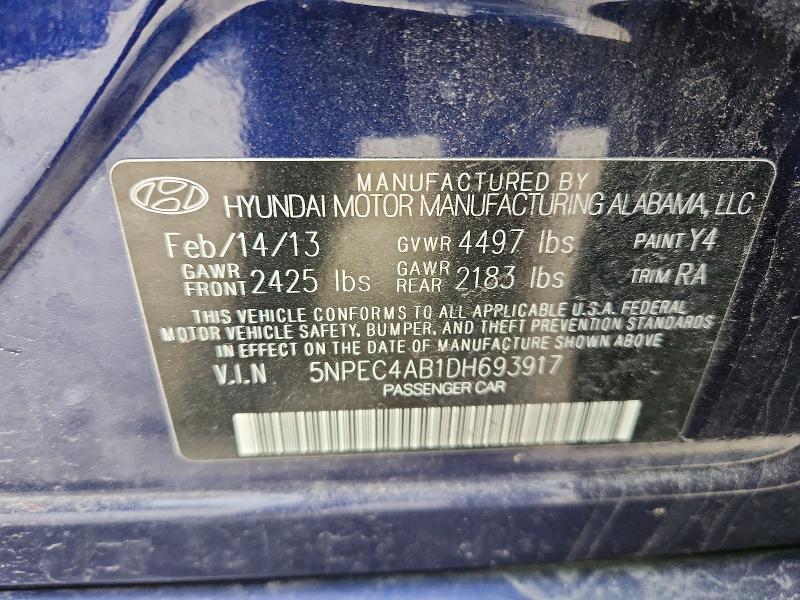 MANUFACTURED BY
HYUNDAI MOTOR MANUFACTURING ALABAMA, LLC
Feb/14/13 GVWR 4497 lbs PAINT Y4
GAWR FRONT 2425 lbs GAWR REAR 2183 lbs TRIM RA
THIS VEHICLE CONFORMS TO ALL APPLICABLE U.S.A. FEDERAL
MOTOR VEHICLE SAFETY, BUMPER, AND THEFT PREVENTION STANDARDS
IN EFFECT ON THE DATE OF MANUFACTURE SHOWN ABOVE.
V.I.N 5NPEC4AB1DH693917
PASSENGER CAR